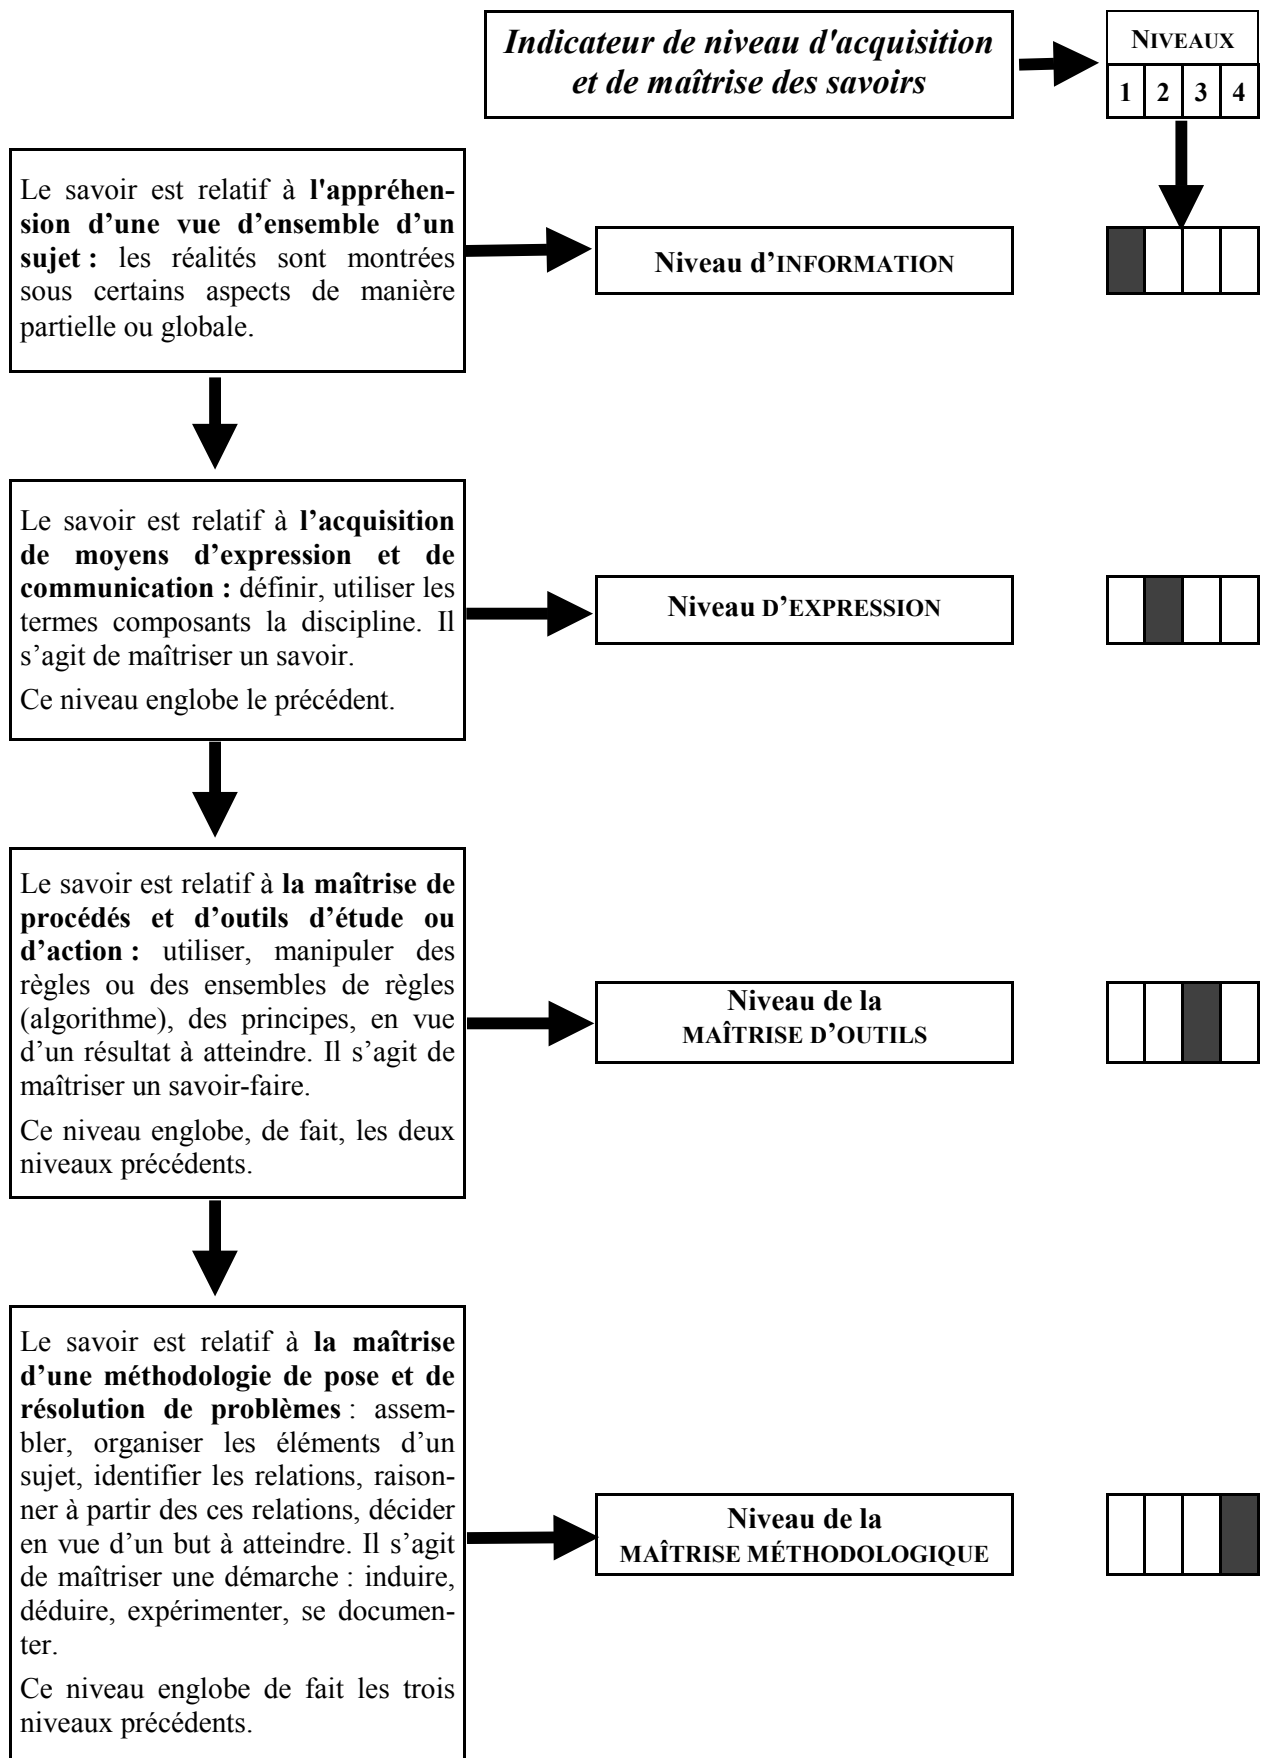 Indicateur de niveau d'acquisition
et de maîtrise des savoirs
NIVEAUX
1 2 3 4
Le savoir est relatif à l'appréhen-
sion d’une vue d’ensemble d’un
sujet : les réalités sont montrées
sous certains aspects de manière
partielle ou globale.
Niveau d’INFORMATION
Le savoir est relatif à l’acquisition
de moyens d’expression et de
communication : définir, utiliser les
termes composants la discipline. Il
s’agit de maîtriser un savoir.
Ce niveau englobe le précédent.
Niveau D’EXPRESSION
Le savoir est relatif à la maîtrise de
procédés et d’outils d’étude ou
d’action : utiliser, manipuler des
règles ou des ensembles de règles
(algorithme), des principes, en vue
d’un résultat à atteindre. Il s’agit de
maîtriser un savoir-faire.
Ce niveau englobe, de fait, les deux
niveaux précédents.
Niveau de la
MAÎTRISE D’OUTILS
Le savoir est relatif à la maîtrise
d’une méthodologie de pose et de
résolution de problèmes : assem-
bler, organiser les éléments d’un
sujet, identifier les relations, raison-
ner à partir des ces relations, décider
en vue d’un but à atteindre. Il s’agit
de maîtriser une démarche : induire,
déduire, expérimenter, se documen-
ter.
Ce niveau englobe de fait les trois
niveaux précédents.
Niveau de la
MAÎTRISE MÉTHODOLOGIQUE